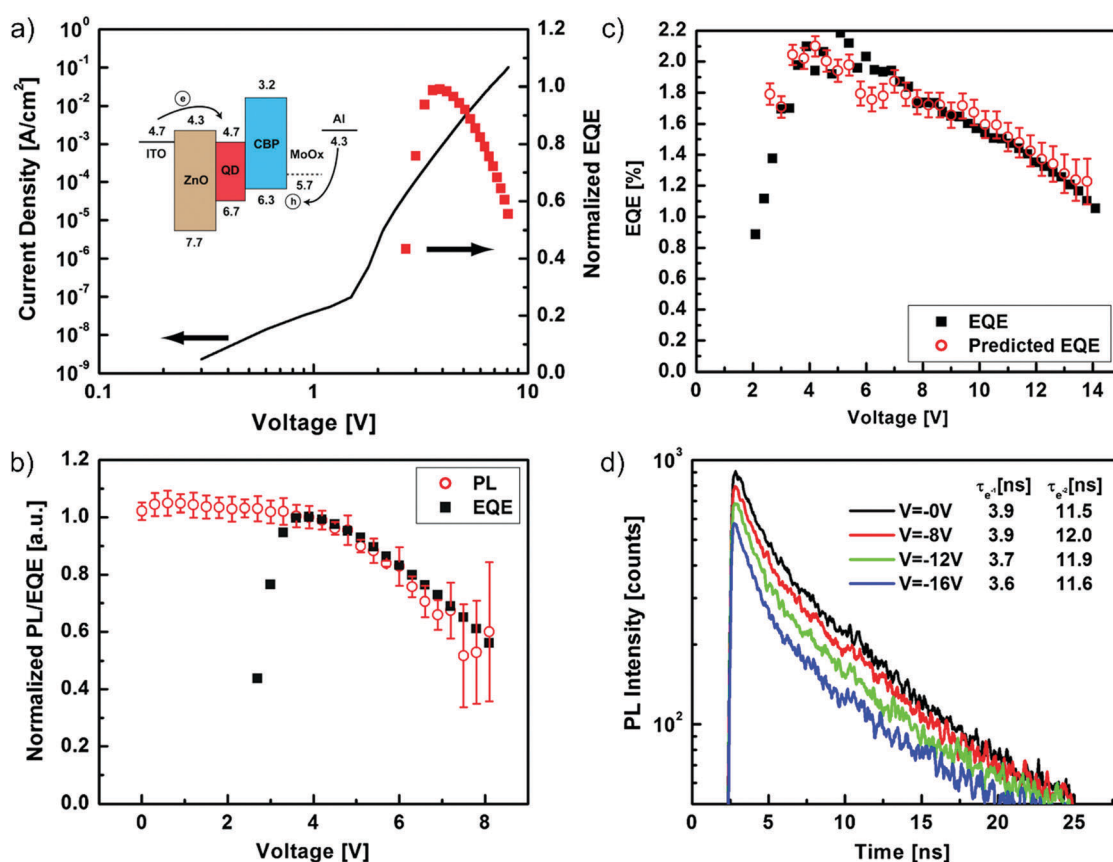 a)
Current Density [A/cm²]
10⁰
10⁻¹
10⁻²
10⁻³
10⁻⁴
10⁻⁵
10⁻⁶
10⁻⁷
10⁻⁸
10⁻⁹
0.1
1
10
Voltage [V]
1.2
1.0
0.8
0.6
0.4
0.2
0.0
Normalized EQE
e
4.7
ITO
4.3
ZnO
7.7
4.7
QD
6.7
3.2
CBP
6.3
MoOx
5.7
h
Al
4.3
c)
EQE [%]
2.2
2.0
1.8
1.6
1.4
1.2
1.0
0.8
0.6
0.4
0.2
0.0
0 2 4 6 8 10 12 14
Voltage [V]
EQE
Predicted EQE
b)
Normalized PL/EQE [a.u.]
1.2
1.0
0.8
0.6
0.4
0.2
0.0
0 2 4 6 8
Voltage [V]
PL
EQE
d)
PL Intensity [counts]
10³
10²
0 5 10 15 20 25
Time [ns]
τe⁻¹[ns] τe⁻²[ns]
V=-0V 3.9 11.5
V=-8V 3.9 12.0
V=-12V 3.7 11.9
V=-16V 3.6 11.6